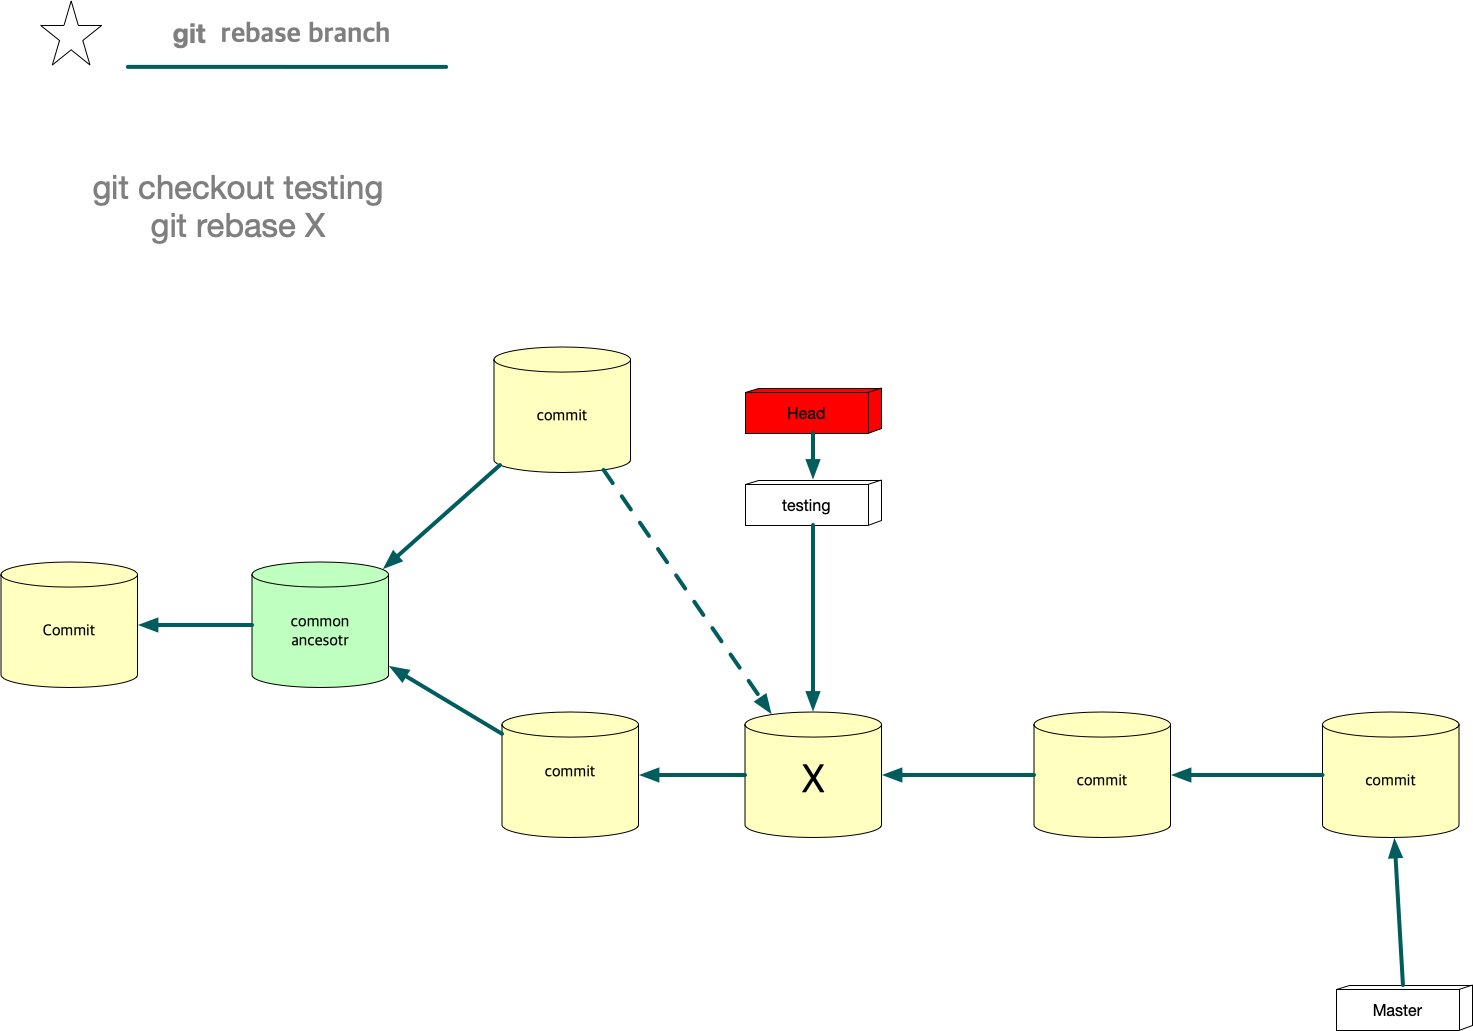 git rebase branch
git checkout testing
git rebase X
commit
Head
testing
Commit
common
ancesotr
commit
X
commit
commit
Master